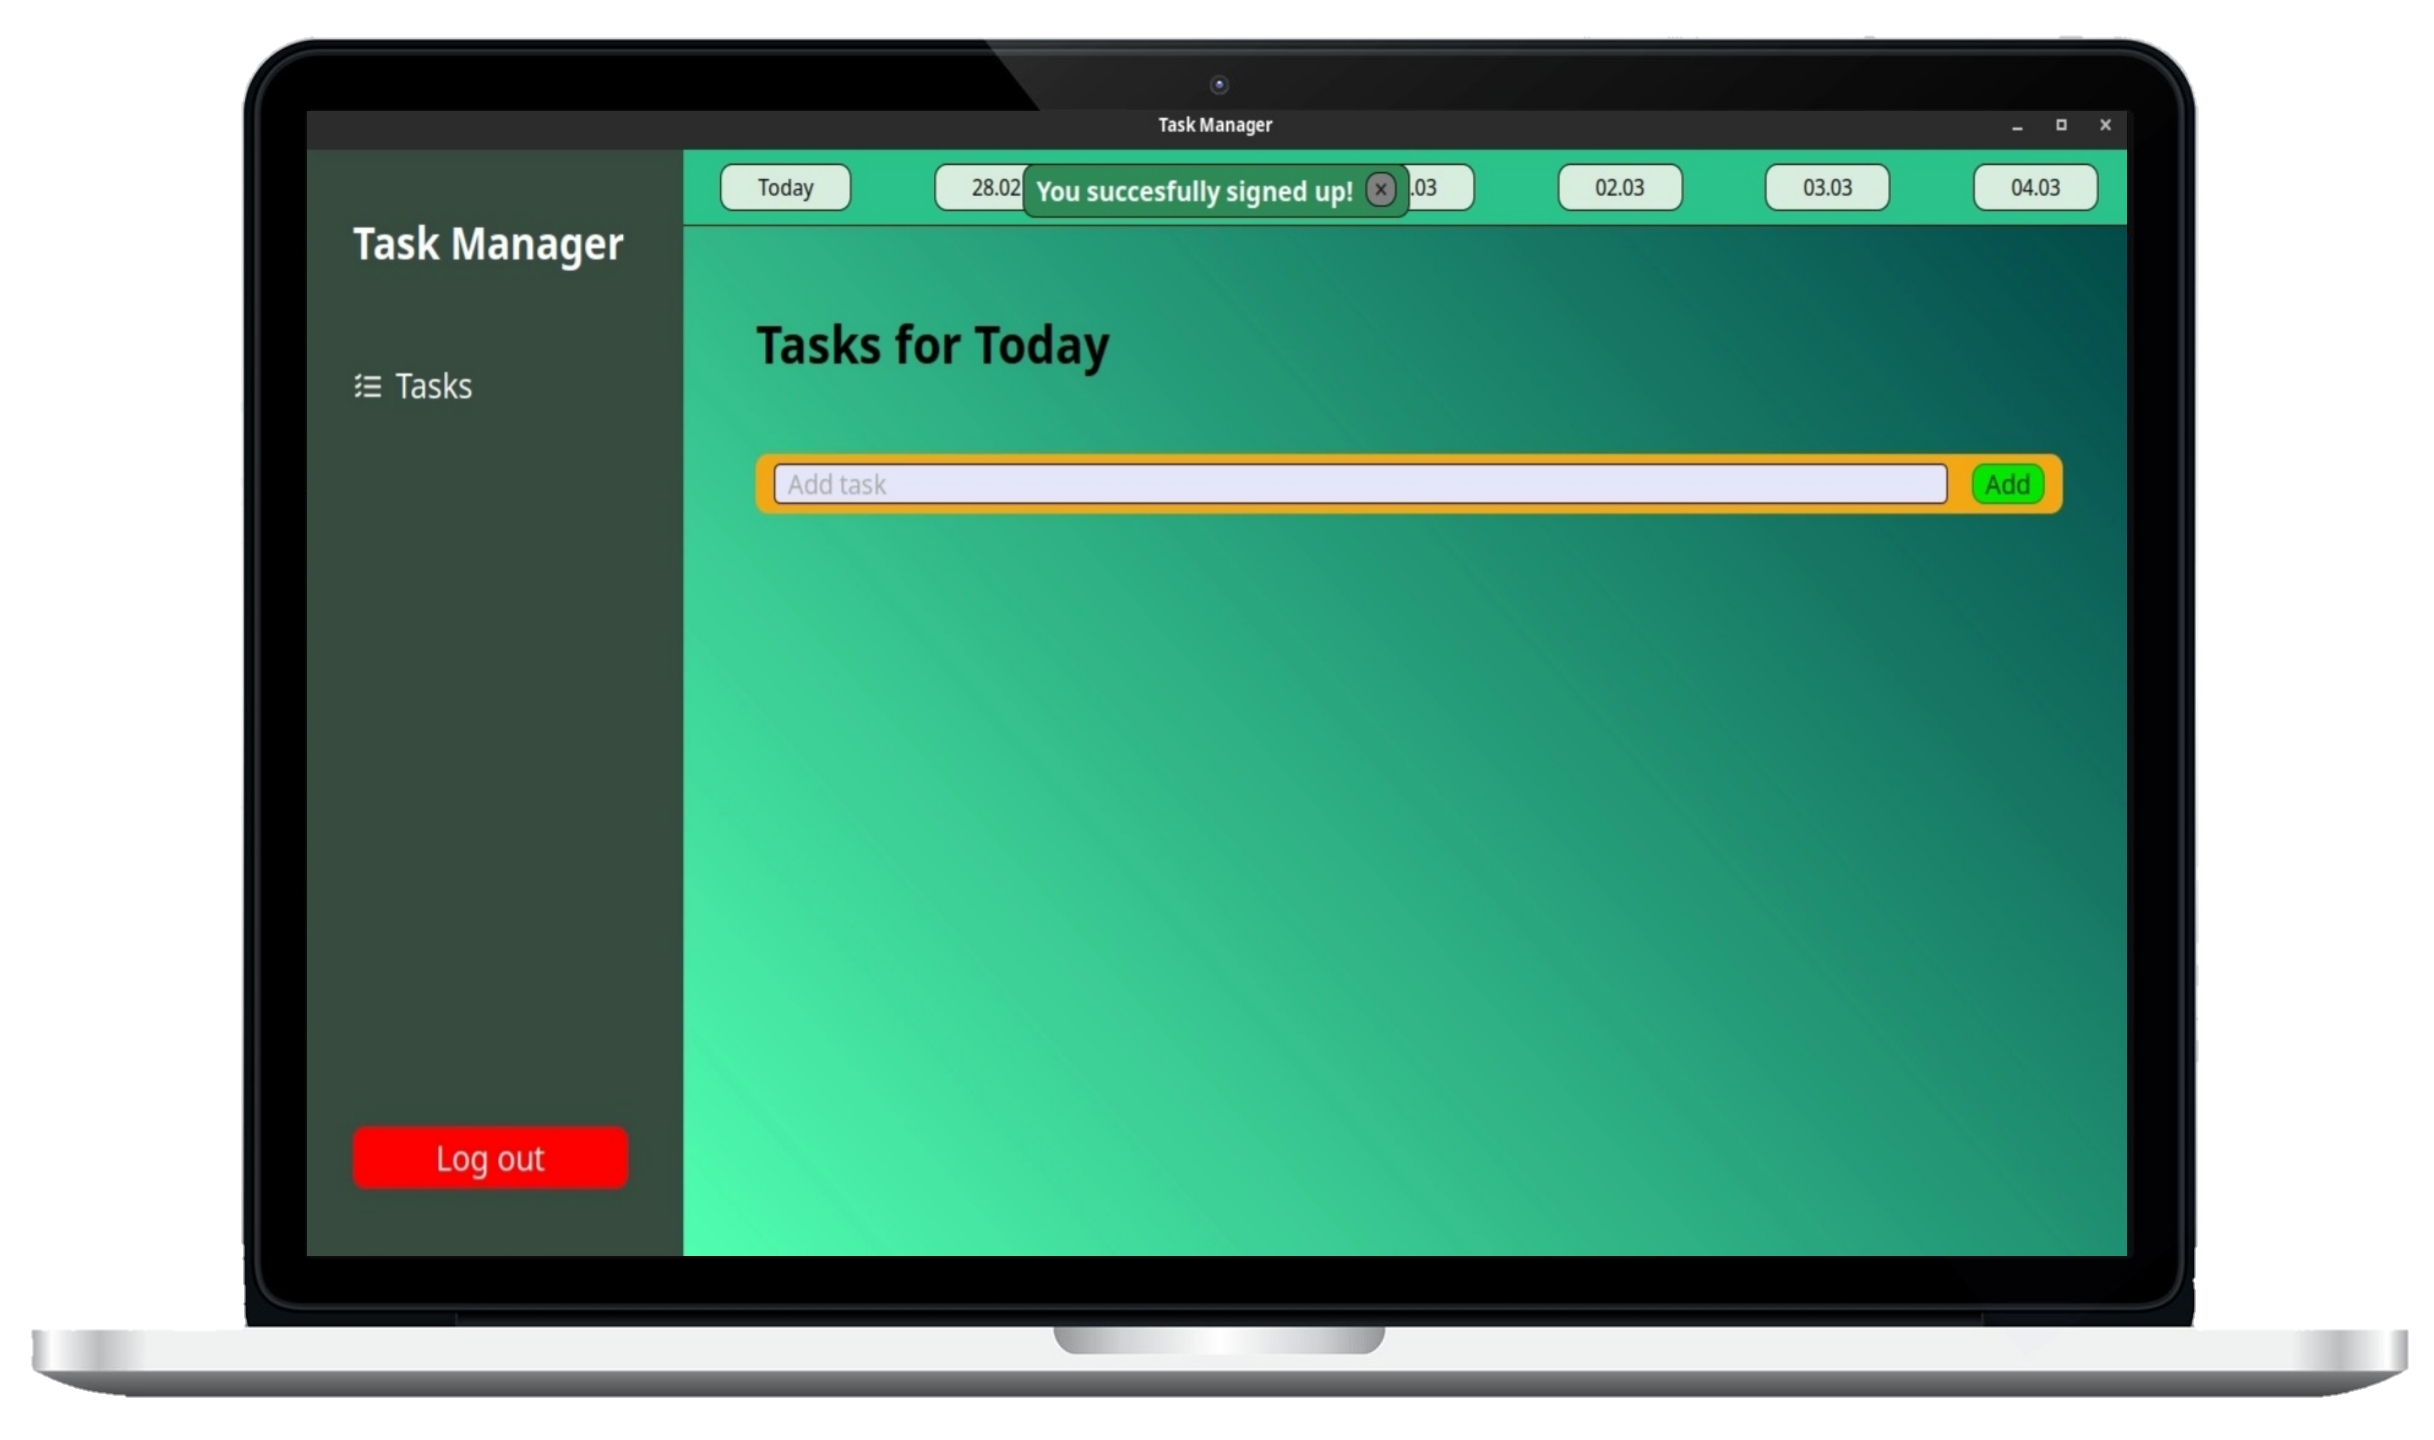 Task Manager
Task Manager
Tasks
Log out
Today
28.02
You succesfully signed up!
.03
02.03
03.03
04.03
Tasks for Today
Add task
Add